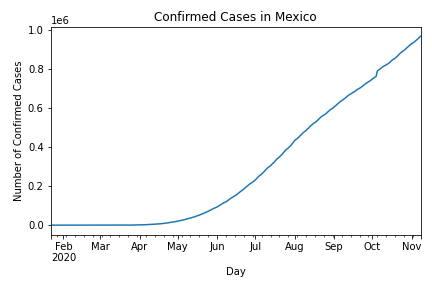 Confirmed Cases in Mexico
1e6
1.0
0.8
0.6
0.4
0.2
0.0
Number of Confirmed Cases
Feb Mar Apr May Jun Jul Aug Sep Oct Nov
2020
Day